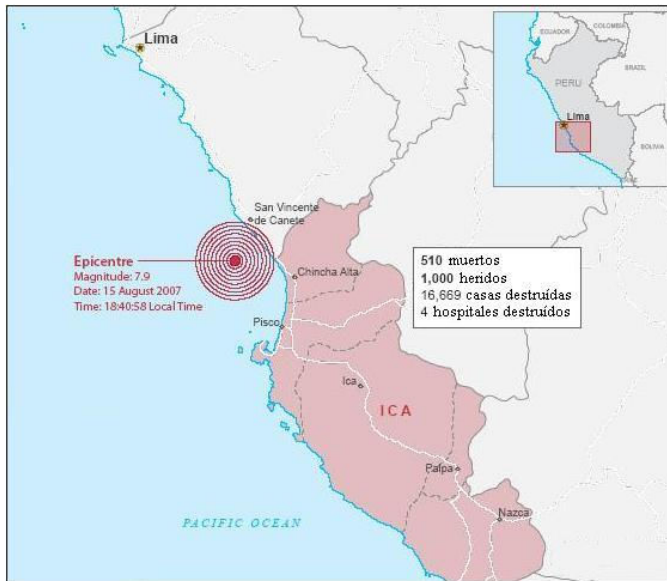 Lima
ECUADOR
COLOMBIA
PERU
BRAZIL
Lima
BOLIVIA
San Vincente
de Canete
Epicentre
Magnitude: 7.9
Date: 15 August 2007
Time: 18:40:58 Local Time
Chincha Alta
510 muertos
1,000 heridos
16,669 casas destruídas
4 hospitales destruídos
Pisco
Ica
ICA
Palpa
Nazca
PACIFIC OCEAN